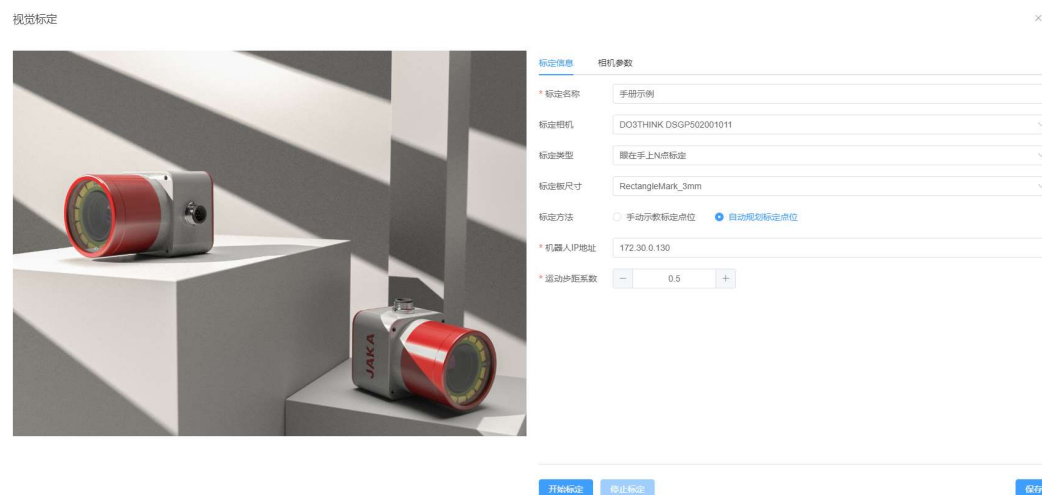 视觉标定
标定信息 相机参数
* 标定名称 手册示例
标定相机 DO3THINK DSGP502001011
标定类型 眼在手上N点标定
标定板尺寸 RectangleMark_3mm
标定方法 手动示教标定点位 自动规划标定点位
* 机器人IP地址 172.30.0.130
* 运动步距系数 − 0.5 +
JAKA
开始标定 停止标定 保存